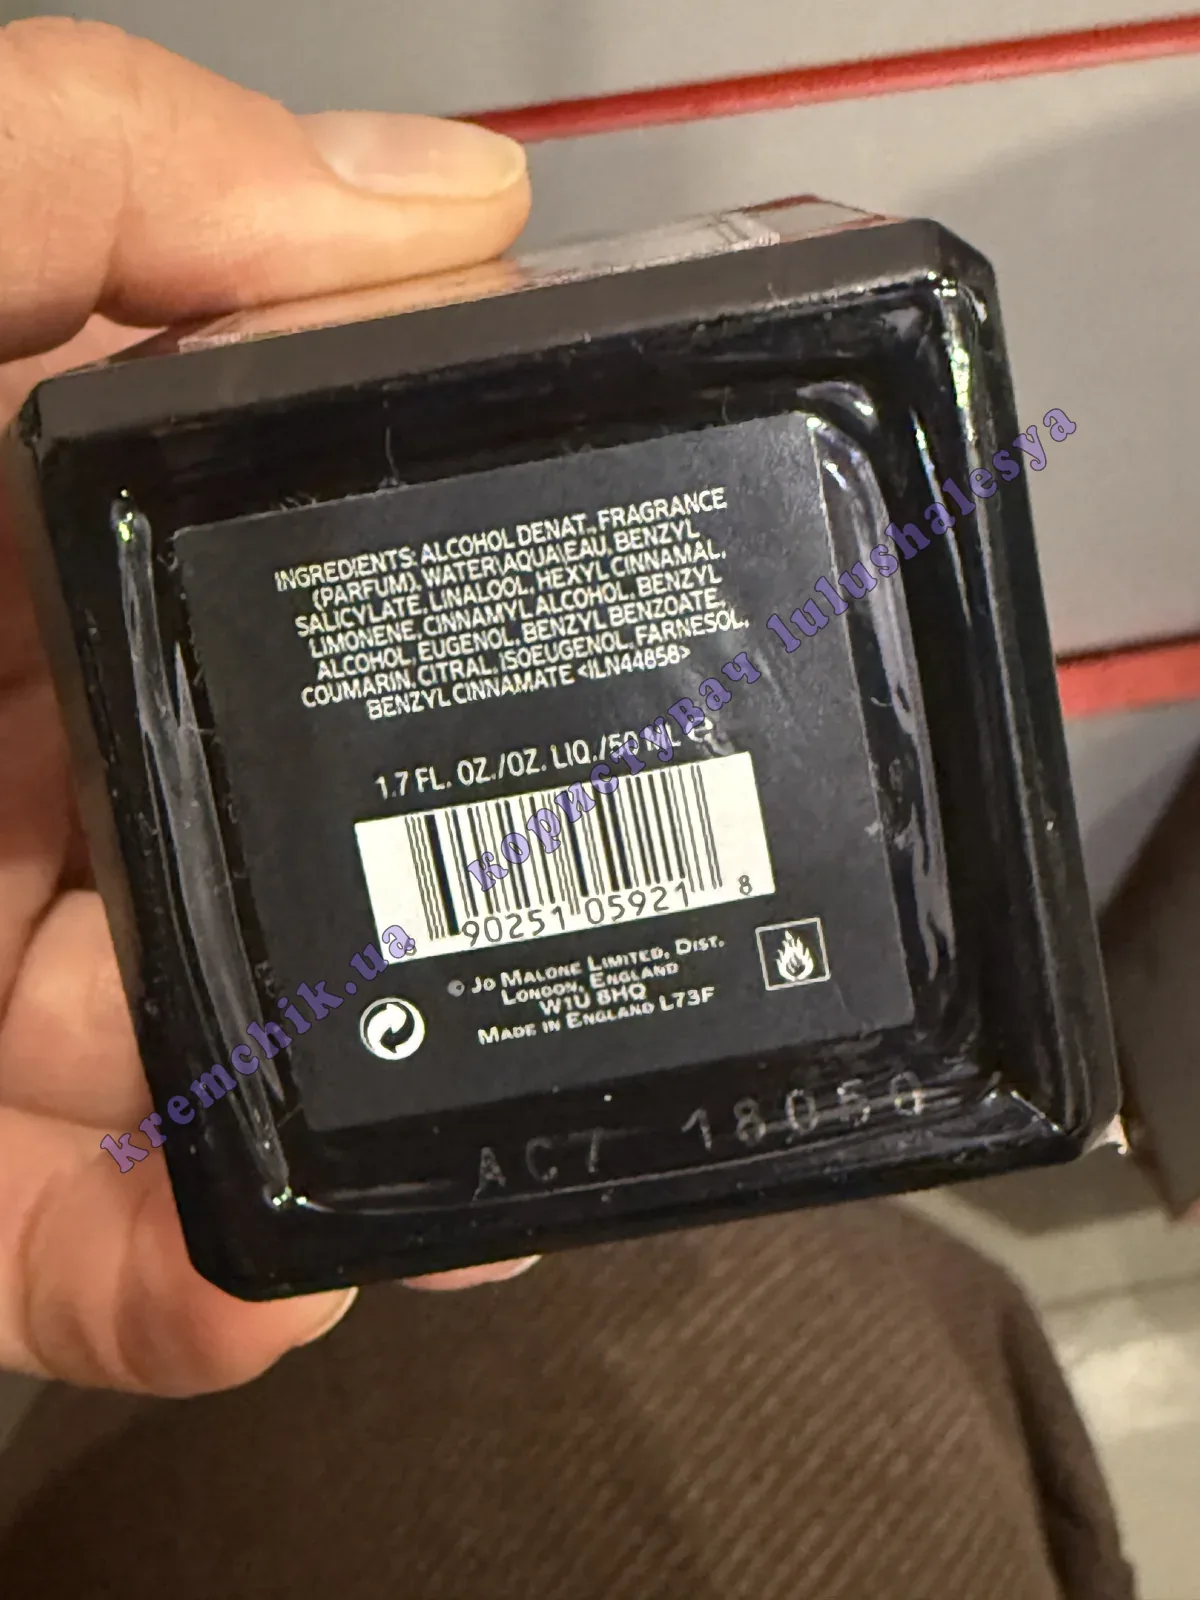 INGREDIENTS: ALCOHOL DENAT., FRAGRANCE
(PARFUM), WATER\AQUA\EAU, BENZYL
SALICYLATE, LINALOOL, HEXYL CINNAMAL,
LIMONENE, CINNAMYL ALCOHOL, BENZYL
ALCOHOL, EUGENOL, BENZYL BENZOATE,
COUMARIN, CITRAL, ISOEUGENOL, FARNESOL,
BENZYL CINNAMATE <ILN44858>
1.7 FL. OZ./OZ. LIQ./50 ML ℮
90251 05921 8
© JO MALONE LIMITED, DIST.
LONDON, ENGLAND
W1U 8HQ
MADE IN ENGLAND L73F
AC7 18050
kremchik.ua користувач lulushalesya